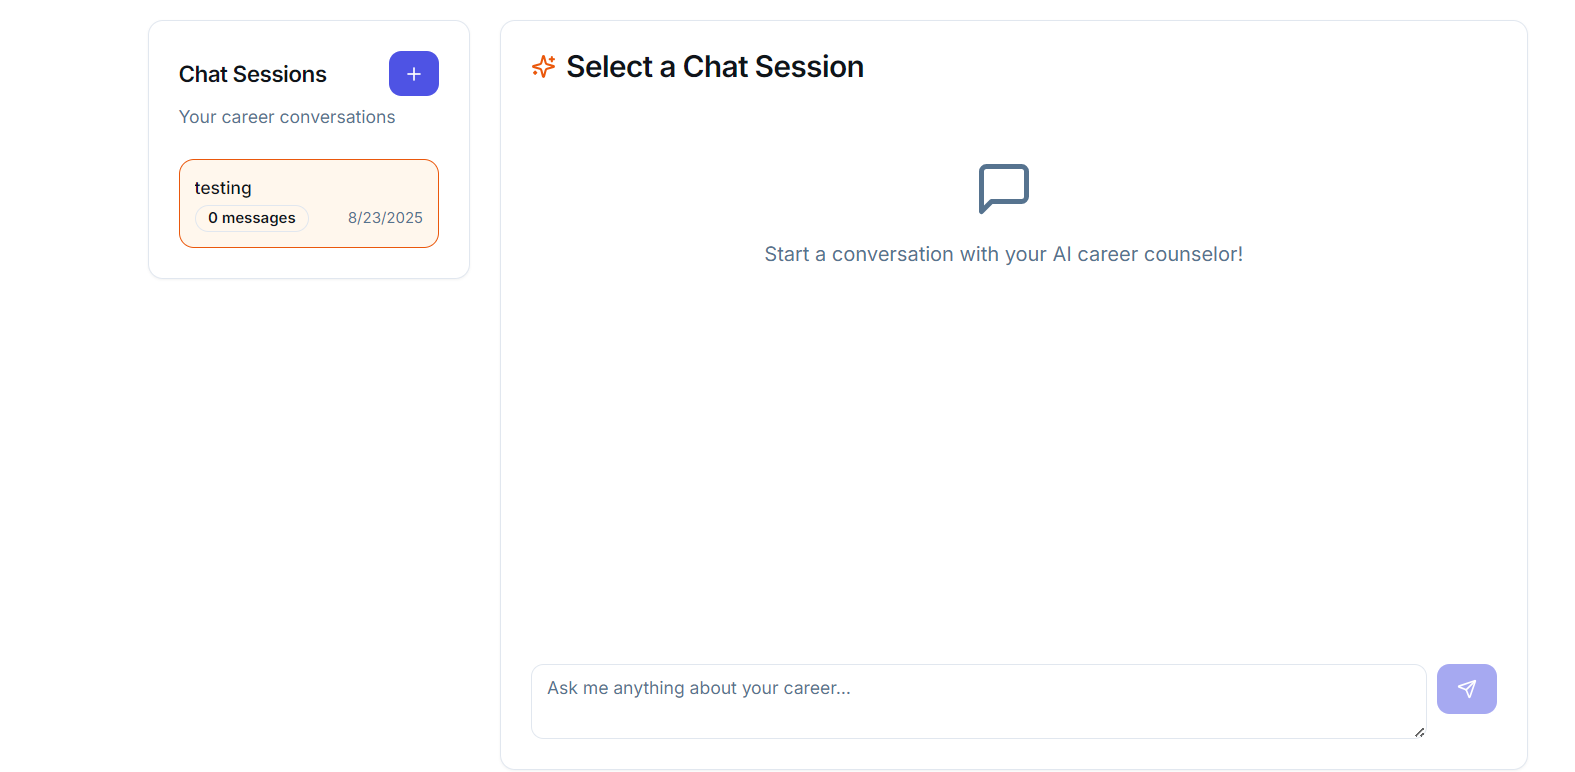 Chat Sessions
Your career conversations
testing
0 messages
8/23/2025
Select a Chat Session
Start a conversation with your AI career counselor!
Ask me anything about your career...